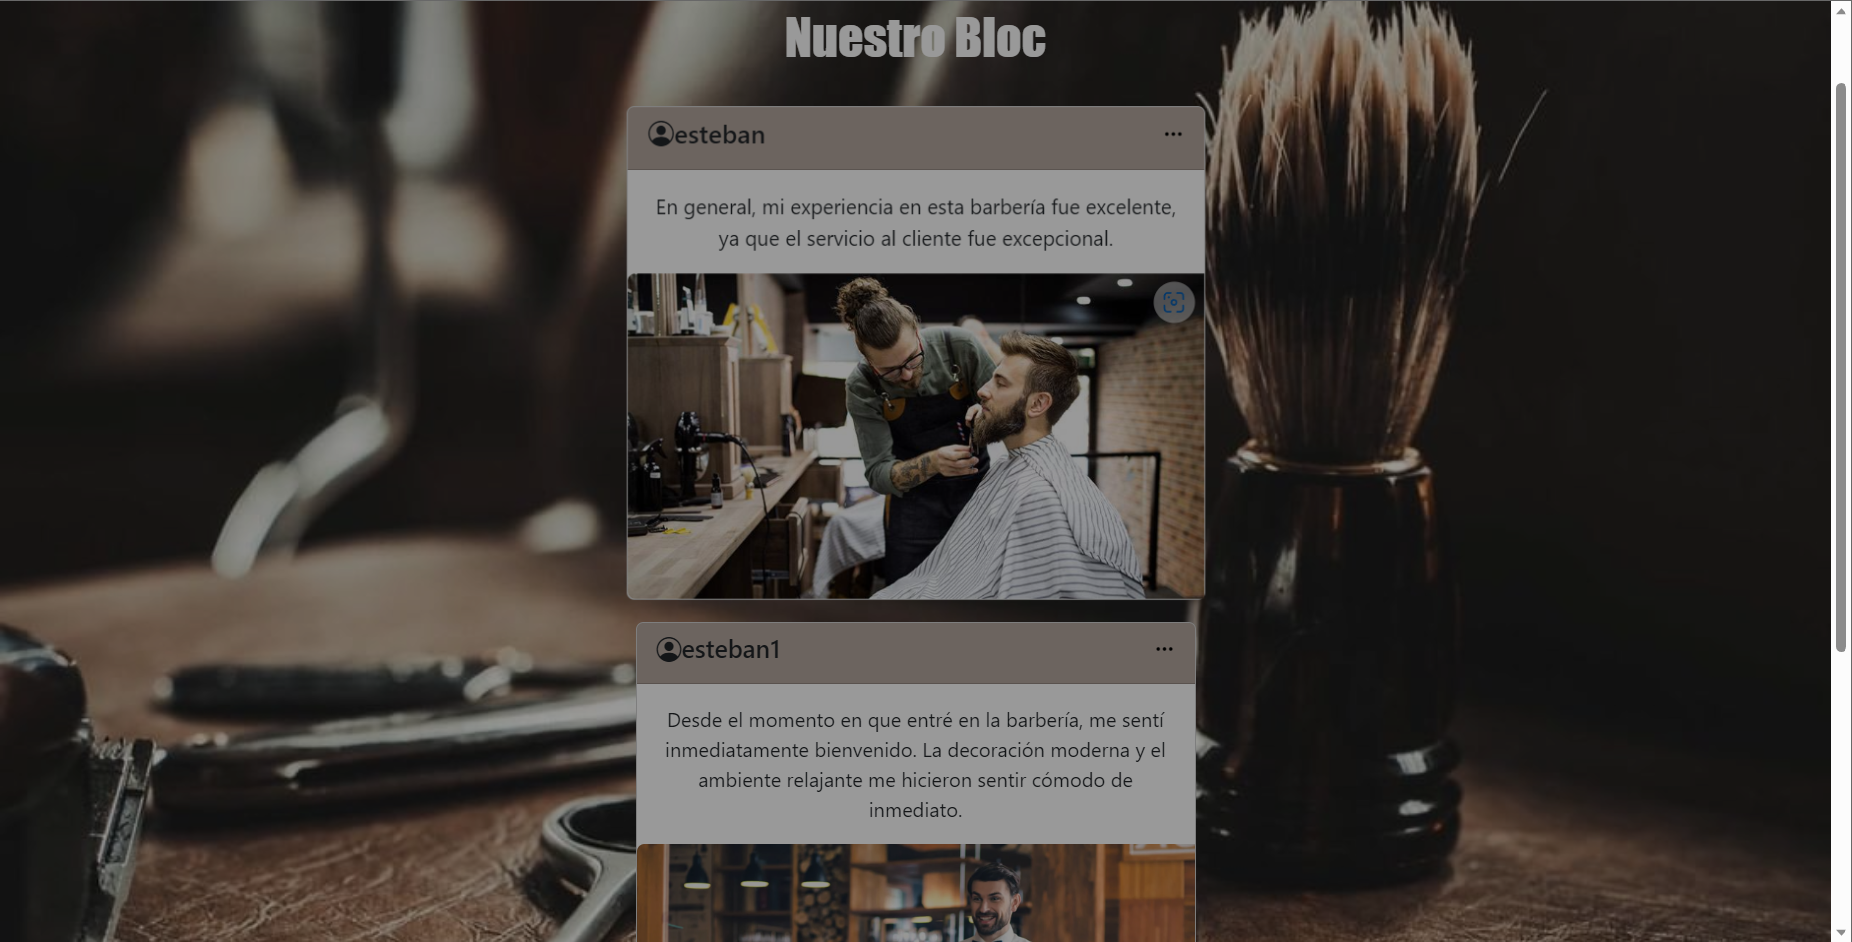 Nuestro Bloc
esteban
En general, mi experiencia en esta barbería fue excelente,
ya que el servicio al cliente fue excepcional.
esteban1
Desde el momento en que entré en la barbería, me sentí
inmediatamente bienvenido. La decoración moderna y el
ambiente relajante me hicieron sentir cómodo de
inmediato.